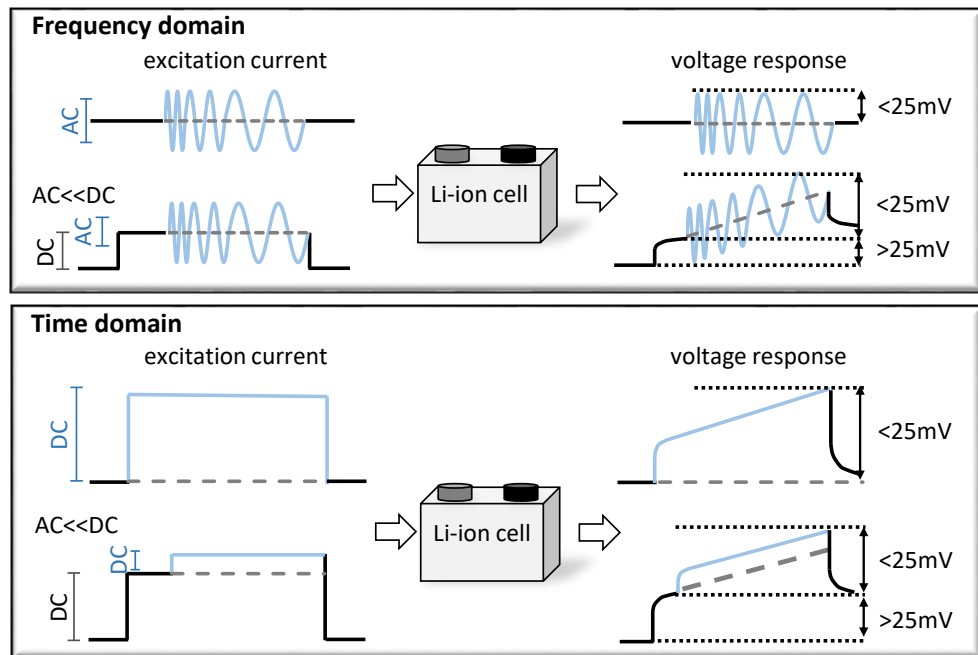 Frequency domain
excitation current
voltage response
AC
<25mV
AC<<DC
AC
DC
Li-ion cell
<25mV
>25mV
Time domain
excitation current
voltage response
DC
<25mV
AC<<DC
DC
DC
Li-ion cell
<25mV
>25mV